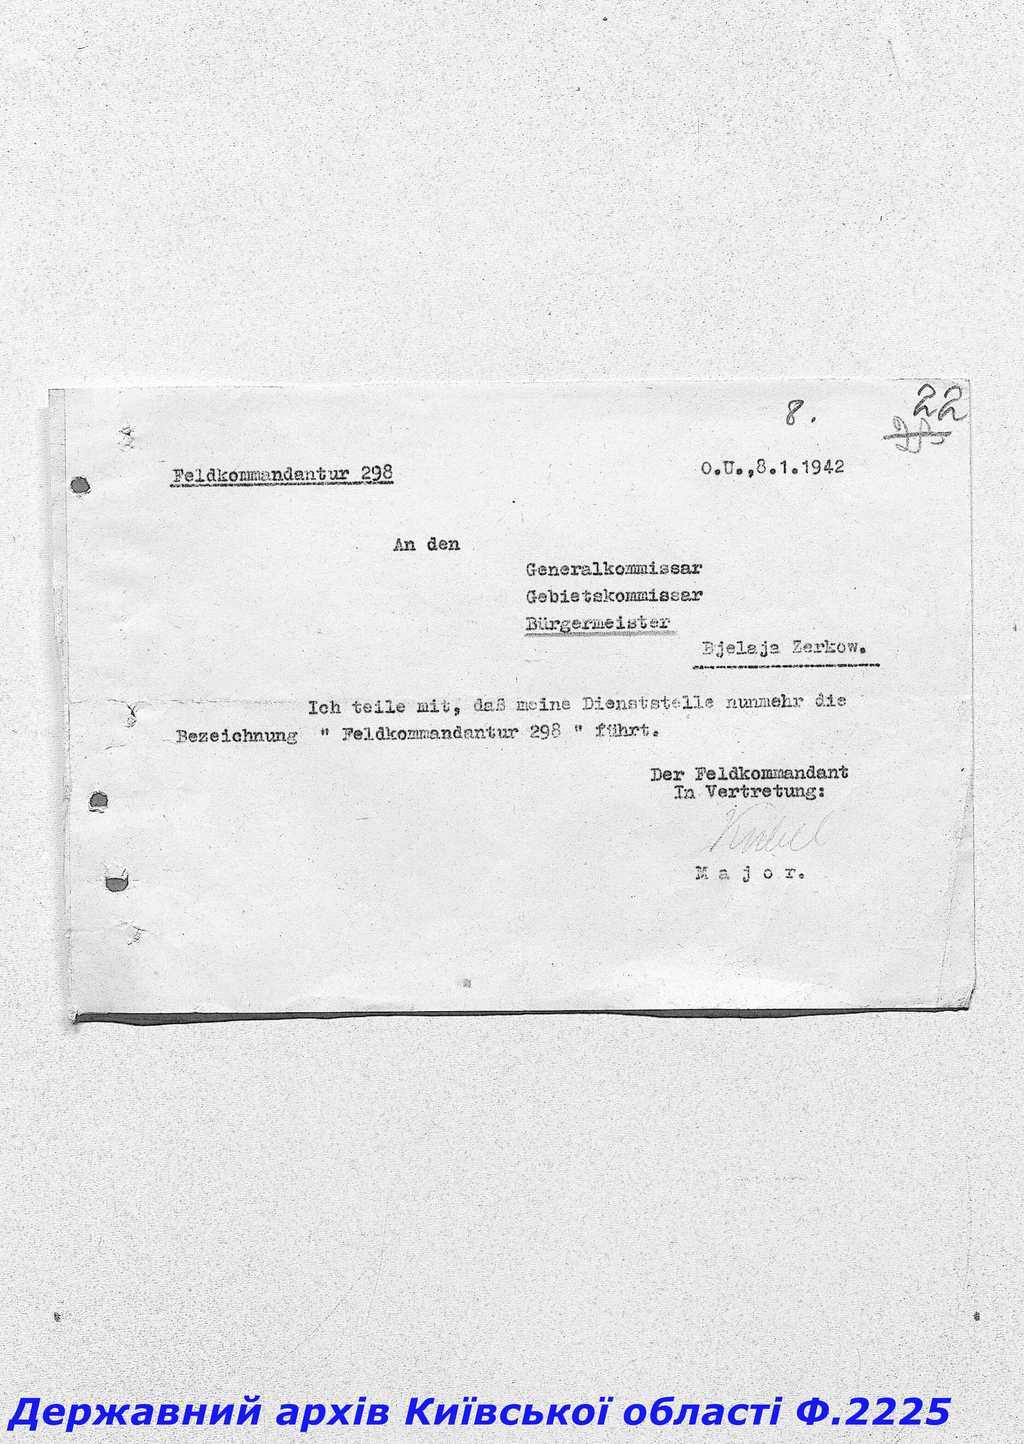 8.
22
Feldkommandantur 298
O.U.,8.1.1942
An den
Generalkommissar
Gebietskommissar
Bürgermeister
Bjelaja Zerkow.
Ich teile mit, daß meine Dienststelle nunmehr die
Bezeichnung " Feldkommandantur 298 " führt.
Der Feldkommandant
In Vertretung:
M a j o r.
Державний архів Київської області Ф.2225